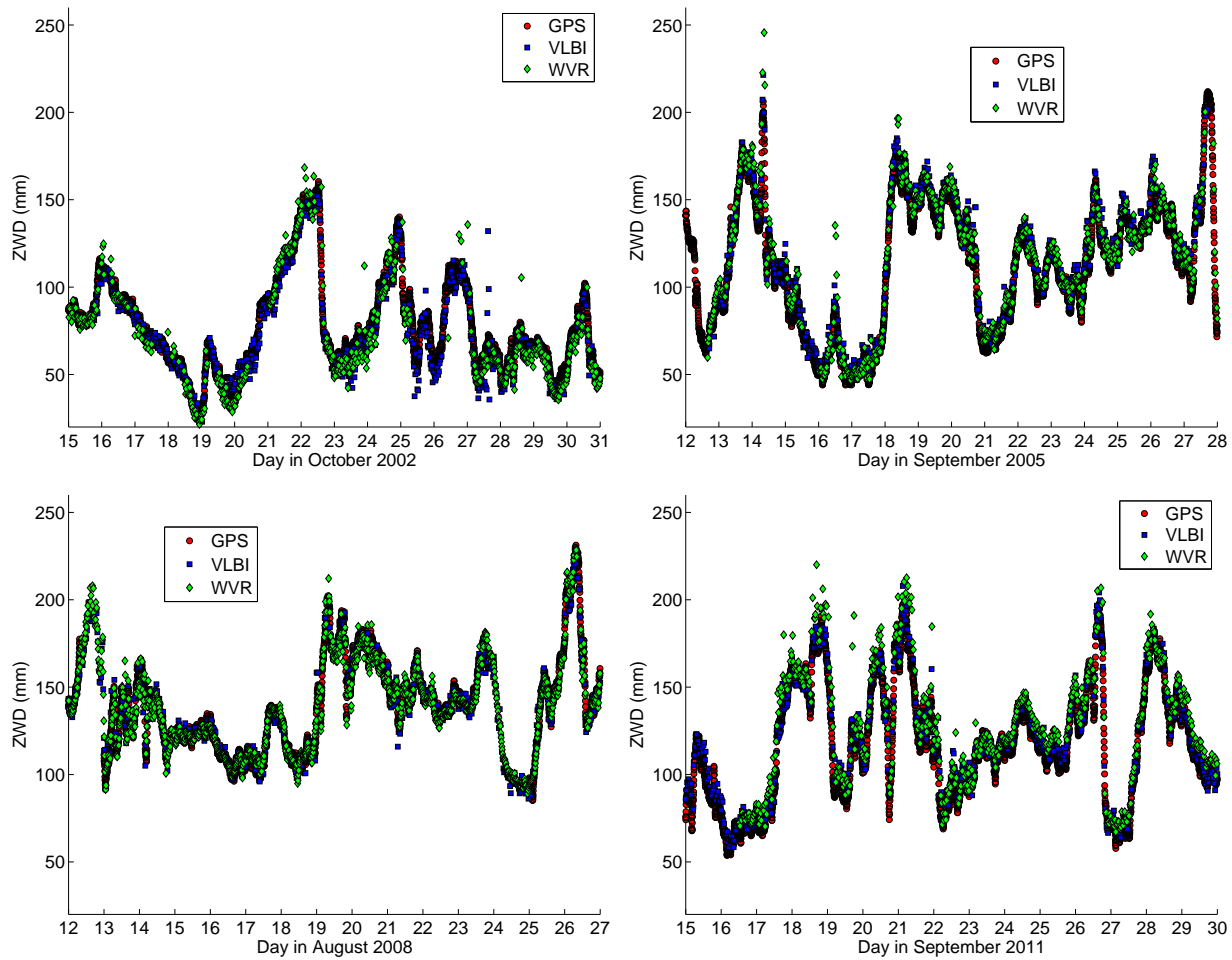 250
200
150
100
50
ZWD (mm)
GPS
VLBI
WVR
15 16 17 18 19 20 21 22 23 24 25 26 27 28 29 30 31
Day in October 2002
250
200
150
100
50
ZWD (mm)
GPS
VLBI
WVR
12 13 14 15 16 17 18 19 20 21 22 23 24 25 26 27 28
Day in September 2005
250
200
150
100
50
ZWD (mm)
GPS
VLBI
WVR
12 13 14 15 16 17 18 19 20 21 22 23 24 25 26 27
Day in August 2008
250
200
150
100
50
ZWD (mm)
GPS
VLBI
WVR
15 16 17 18 19 20 21 22 23 24 25 26 27 28 29 30
Day in September 2011